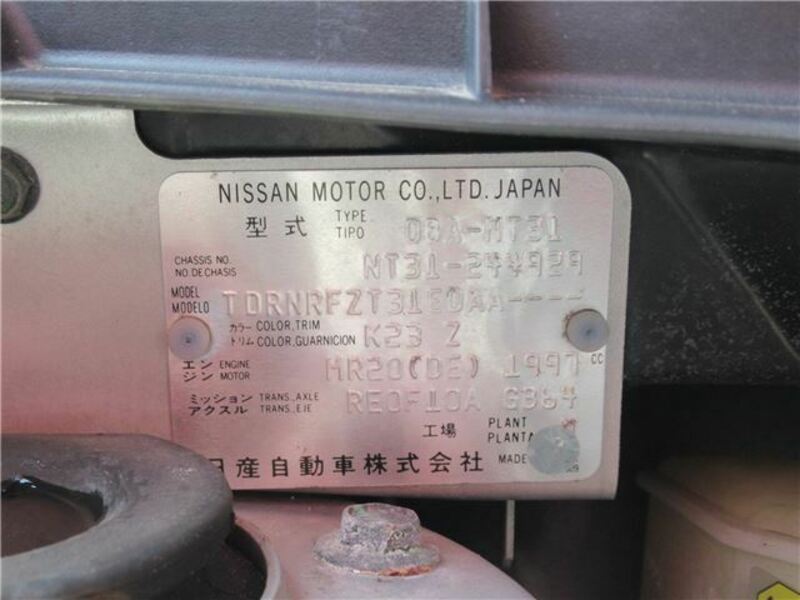 NISSAN MOTOR CO.,LTD. JAPAN
型式 TYPE TIPO DBA-NT31
CHASSIS NO. NO. DE CHASIS NT31-244929
MODEL MODELO TDRNRFZT31E0AA----
カラー トリム COLOR, TRIM COLOR, GUARNICION K23 Z
エンジン ENGINE MOTOR MR20(DE) 1997 CC
ミッション アクスル TRANS., AXLE TRANS., EJE RE0F10A G364
工場 PLANT PLANTA
日産自動車株式会社 MADE